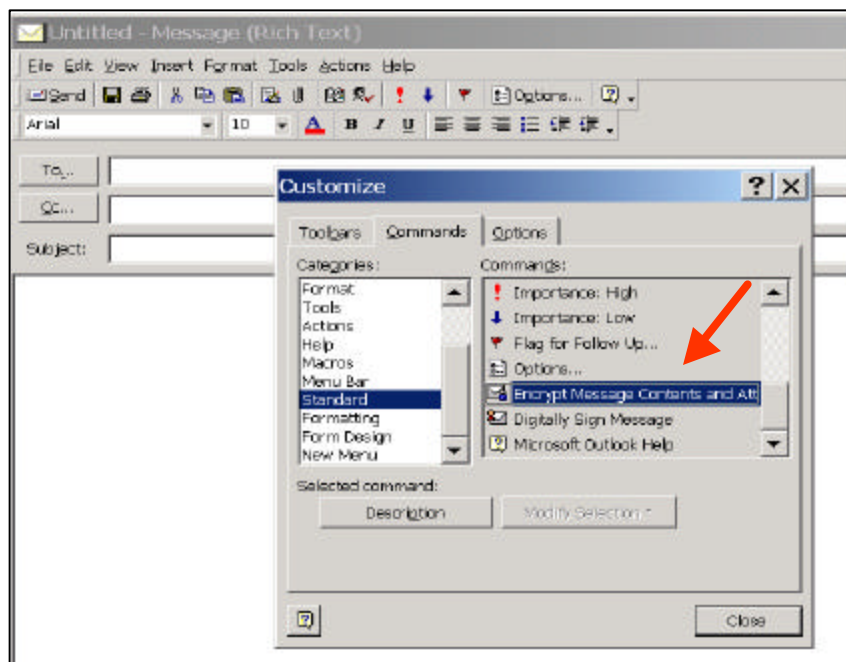 Untitled - Message (Rich Text)
File Edit View Insert Format Tools Actions Help
Send Options...
Arial 10 A B I U
To...
Cc...
Subject:
Customize
Toolbars Commands Options
Categories: Commands:
Format
Tools
Actions
Help
Macros
Menu Bar
Standard
Formatting
Form Design
New Menu
Importance: High
Importance: Low
Flag for Follow Up...
Options...
Encrypt Message Contents and Att
Digitally Sign Message
Microsoft Outlook Help
Selected command:
Description Modify Selection
Close